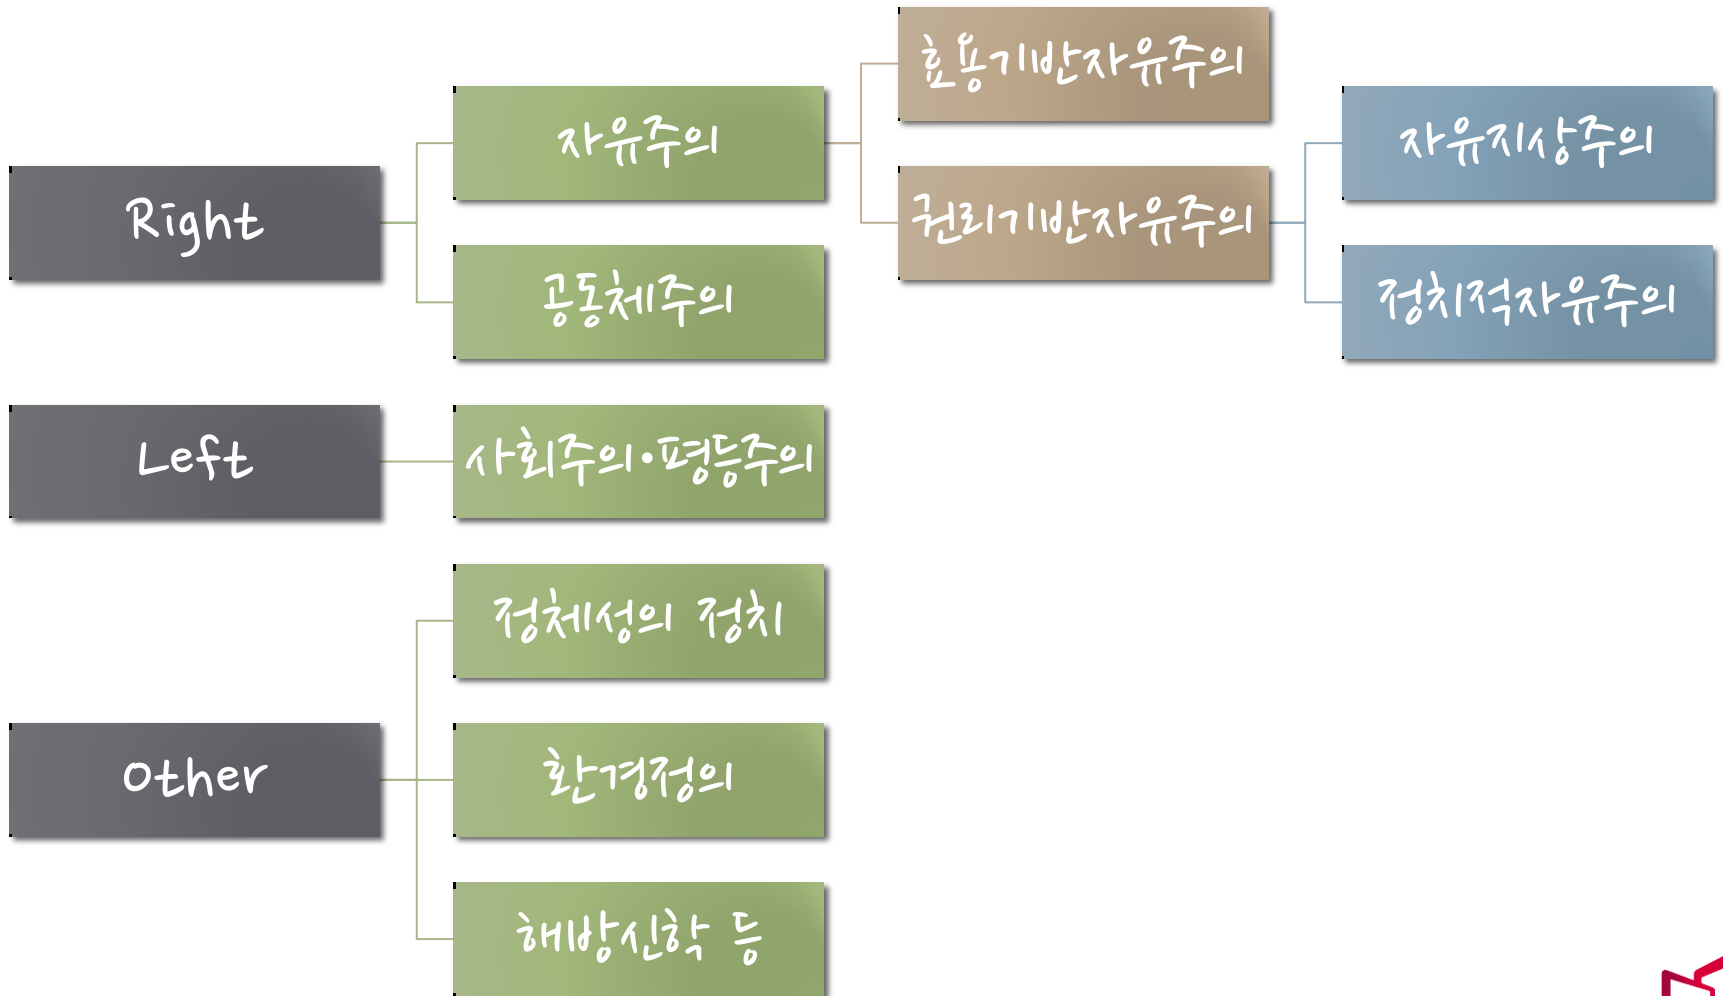 Right
자유주의
효용기반자유주의
권리기반자유주의
자유지상주의
정치적자유주의
공동체주의
Left
사회주의·평등주의
Other
정체성의 정치
환경정의
해방신학 등